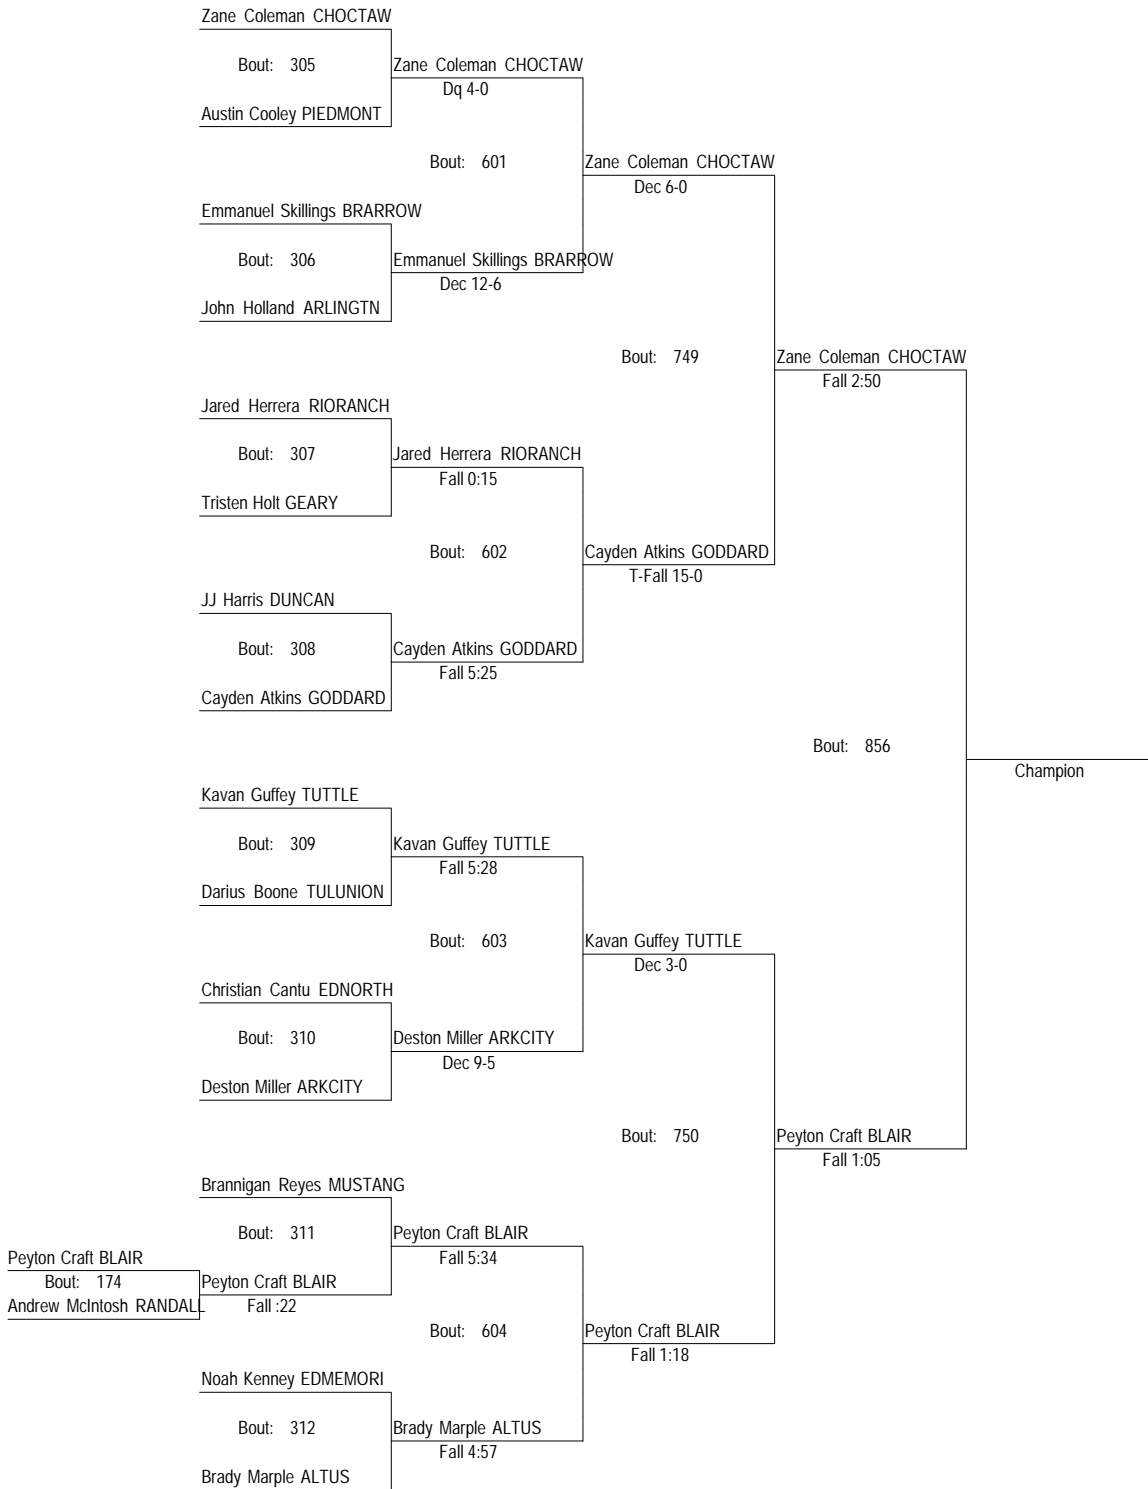 Zane Coleman CHOCTAW
Bout: 305
Zane Coleman CHOCTAW
Dq 4-0
Austin Cooley PIEDMONT
Bout: 601
Zane Coleman CHOCTAW
Dec 6-0
Emmanuel Skillings BRARROW
Bout: 306
Emmanuel Skillings BRARROW
Dec 12-6
John Holland ARLINGTN
Bout: 749
Zane Coleman CHOCTAW
Fall 2:50
Jared Herrera RIORANCH
Bout: 307
Jared Herrera RIORANCH
Fall 0:15
Tristen Holt GEARY
Bout: 602
Cayden Atkins GODDARD
T-Fall 15-0
JJ Harris DUNCAN
Bout: 308
Cayden Atkins GODDARD
Fall 5:25
Cayden Atkins GODDARD
Bout: 856
Champion
Kavan Guffey TUTTLE
Bout: 309
Kavan Guffey TUTTLE
Fall 5:28
Darius Boone TULUNION
Bout: 603
Kavan Guffey TUTTLE
Dec 3-0
Christian Cantu EDNORTH
Bout: 310
Deston Miller ARKCITY
Dec 9-5
Deston Miller ARKCITY
Bout: 750
Peyton Craft BLAIR
Fall 1:05
Brannigan Reyes MUSTANG
Bout: 311
Peyton Craft BLAIR
Fall 5:34
Peyton Craft BLAIR
Bout: 174
Peyton Craft BLAIR
Andrew McIntosh RANDALL
Fall :22
Bout: 604
Peyton Craft BLAIR
Fall 1:18
Noah Kenney EDMEMORI
Bout: 312
Brady Marple ALTUS
Fall 4:57
Brady Marple ALTUS